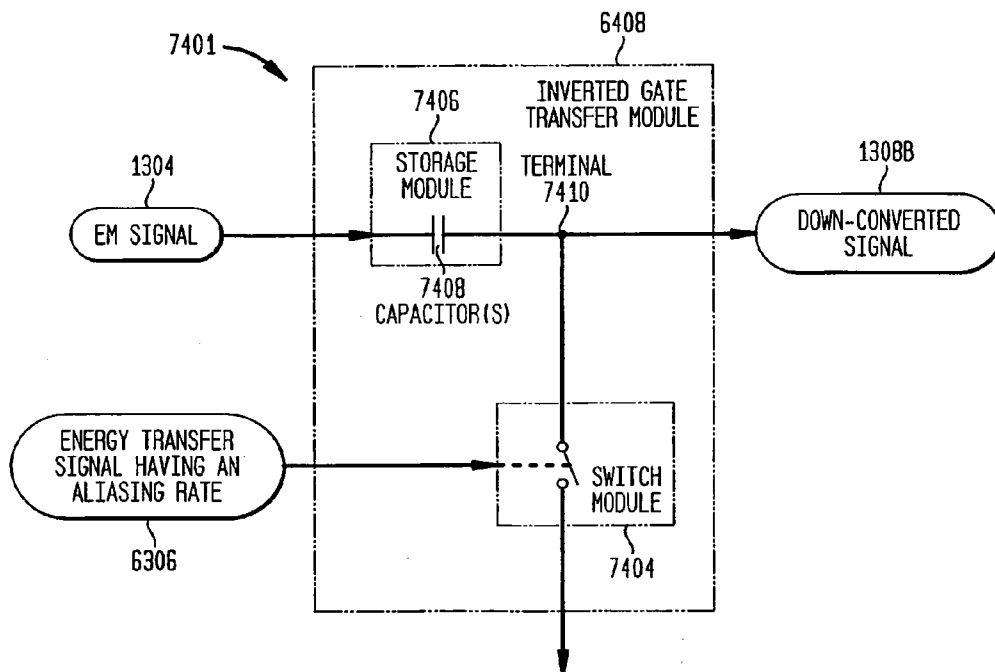 7401
6408
INVERTED GATE
TRANSFER MODULE
7406
STORAGE
MODULE
TERMINAL
7410
1304
EM SIGNAL
1308B
DOWN-CONVERTED
SIGNAL
7408
CAPACITOR(S)
ENERGY TRANSFER
SIGNAL HAVING AN
ALIASING RATE
6306
SWITCH
MODULE
7404